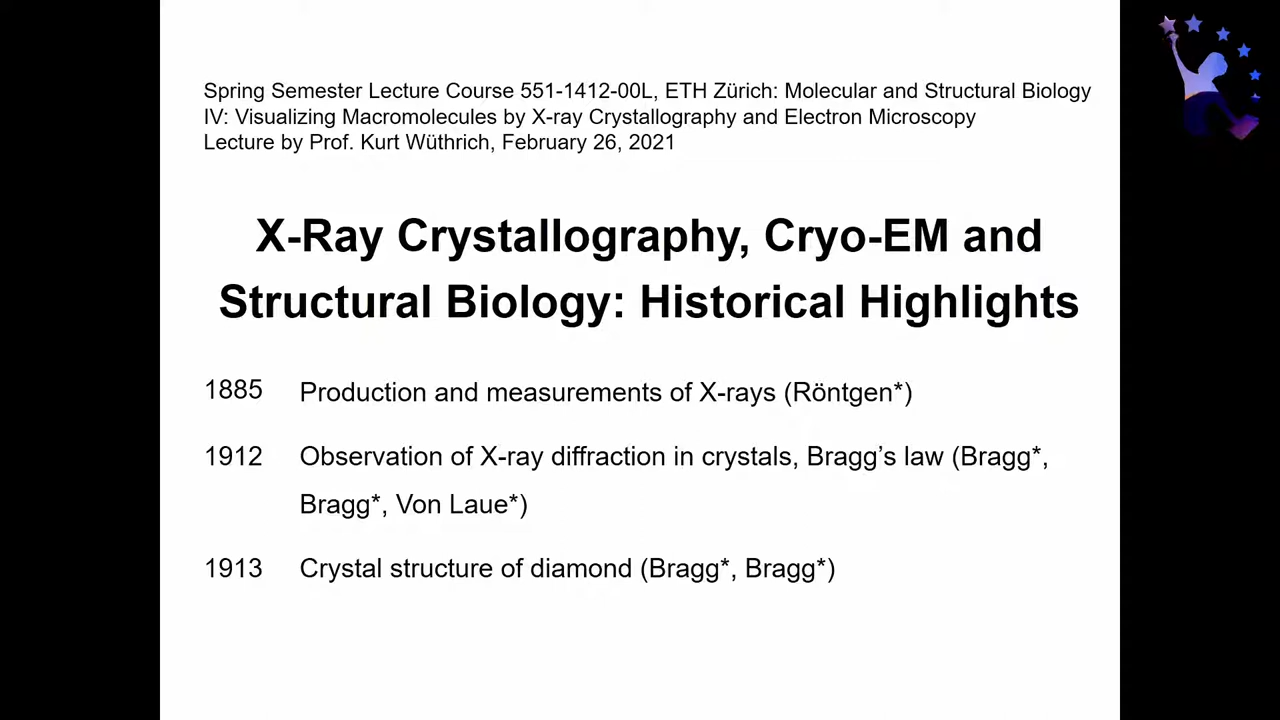 Spring Semester Lecture Course 551-1412-00L, ETH Zürich: Molecular and Structural Biology
IV: Visualizing Macromolecules by X-ray Crystallography and Electron Microscopy
Lecture by Prof. Kurt Wüthrich, February 26, 2021
X-Ray Crystallography, Cryo-EM and
Structural Biology: Historical Highlights
1885 Production and measurements of X-rays (Röntgen*)
1912 Observation of X-ray diffraction in crystals, Bragg’s law (Bragg*,
Bragg*, Von Laue*)
1913 Crystal structure of diamond (Bragg*, Bragg*)